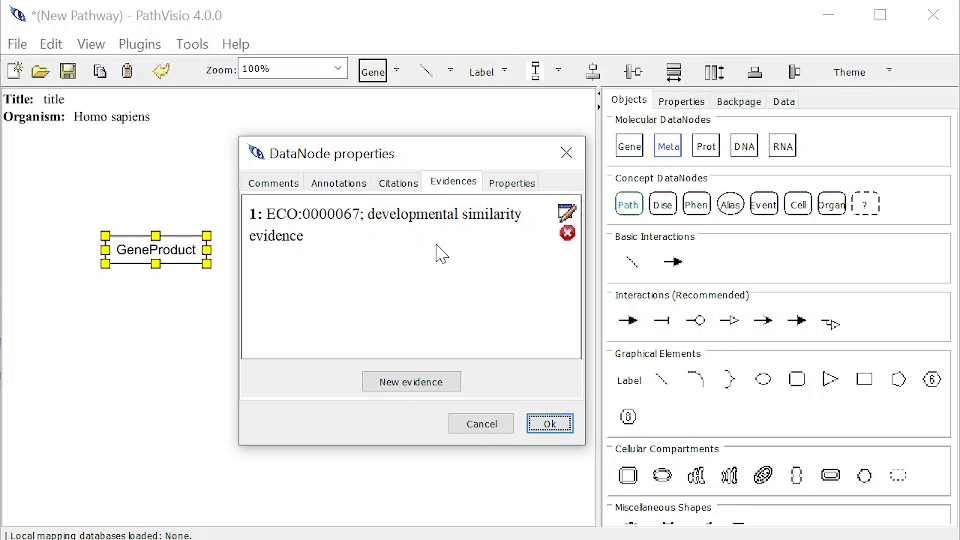 *(New Pathway) - PathVisio 4.0.0
File Edit View Plugins Tools Help
Zoom: 100% Gene Label Theme
Title: title
Organism: Homo sapiens
GeneProduct
DataNode properties
Comments Annotations Citations Evidences Properties
1: ECO:0000067; developmental similarity
evidence
New evidence
Cancel Ok
Objects Properties Backpage Data
Molecular DataNodes
Gene Meta Prot DNA RNA
Concept DataNodes
Path Dise Phen Alias Event Cell Organ ?
Basic Interactions
Interactions (Recommended)
Graphical Elements
Label 6
8
Cellular Compartments
Miscellaneous Shapes
Local mapping databases loaded: None.